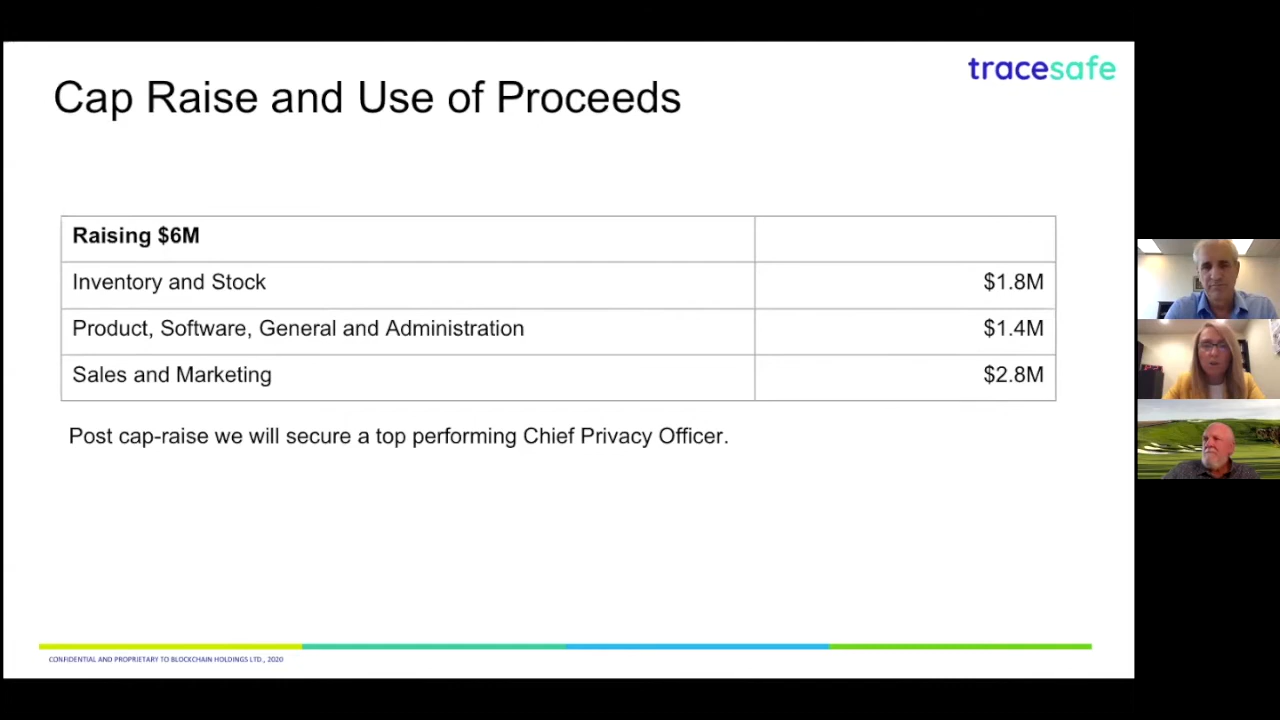 tracesafe
Cap Raise and Use of Proceeds
Raising $6M
Inventory and Stock $1.8M
Product, Software, General and Administration $1.4M
Sales and Marketing $2.8M
Post cap-raise we will secure a top performing Chief Privacy Officer.
CONFIDENTIAL AND PROPRIETARY TO BLOCKCHAIN HOLDINGS LTD., 2020